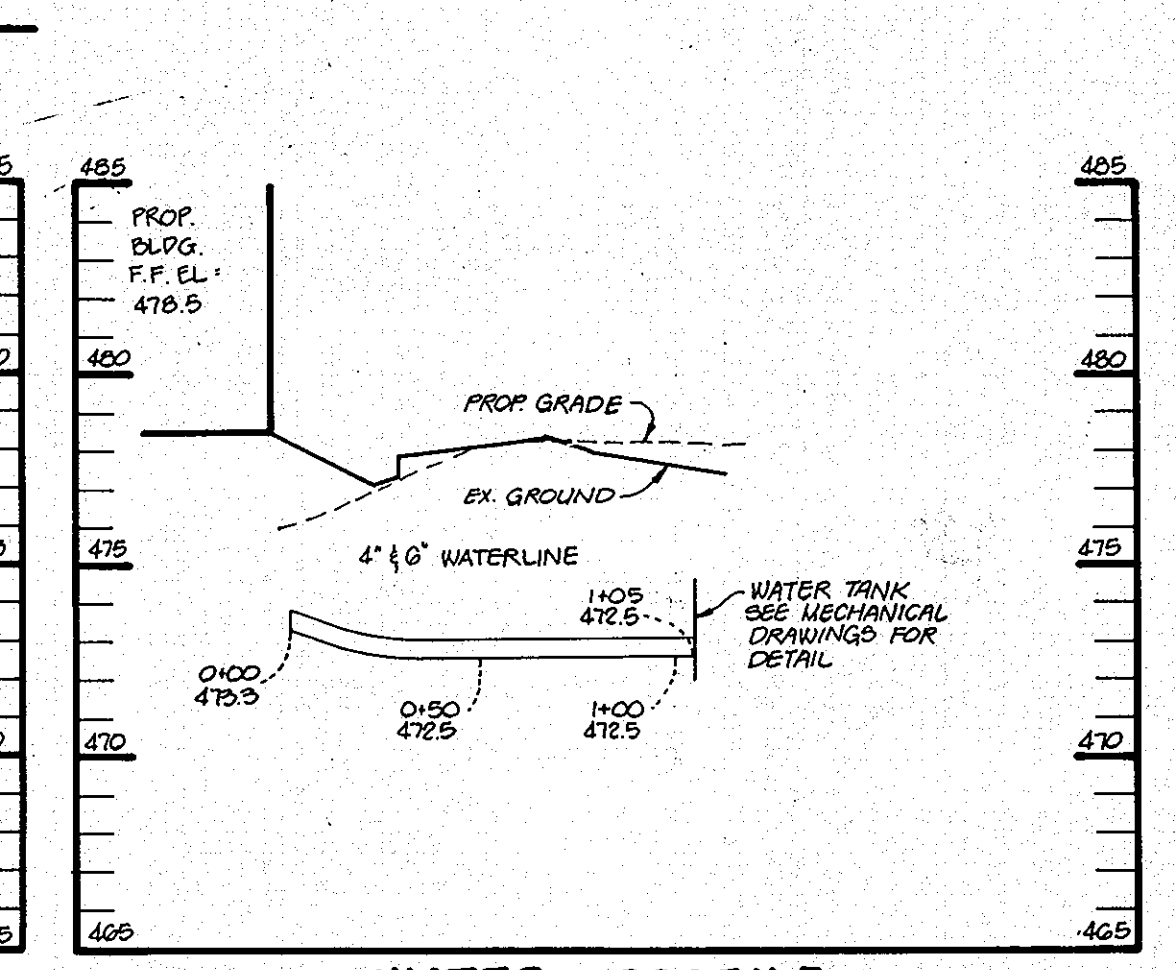 485
485
PROP.
BLDG.
F.F. EL =
478.5
480
480
PROP. GRADE
EX. GROUND
475
475
4" & 6" WATERLINE
1+05
472.5
WATER TANK
SEE MECHANICAL
DRAWINGS FOR
DETAIL
0+00
473.3
0+50
472.5
1+00
472.5
470
470
465
465